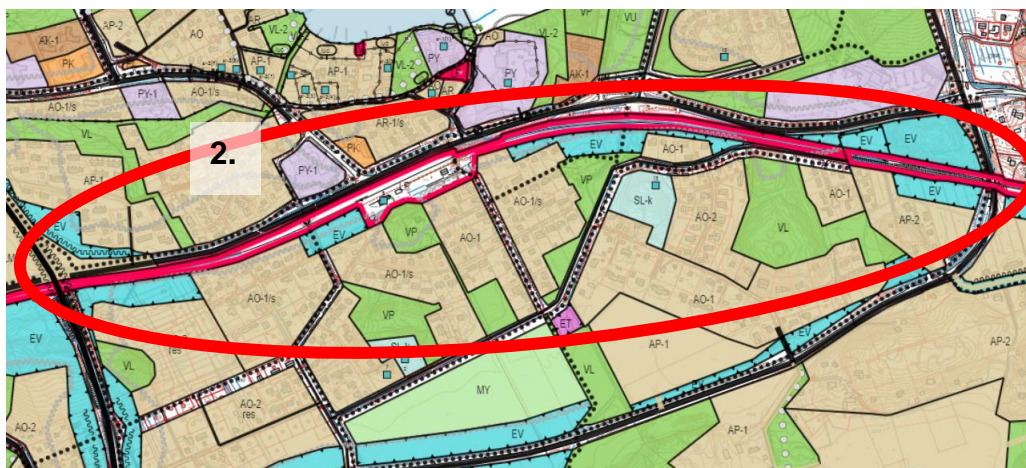 AP-2
AR
VP
VU
AO
VL-2
AO
VL-2
AK-1
PK
AP-1
AP-1
VL-2
PY
PY
AK-1
PY-1
AO-1/s
AR
AO-1/s
AR-1/s
VL
2.
PK
PY-1
EV
AO-1
EV
EV
AP-1
VP
AO-1/s
SL-k
AO-1
EV
EV
AO-2
AP-2
EV
VP
AO-1
VL
AO-1/s
AO-1/s
VP
AO-1
ET
EV
EV
res
SL-k
AP-1
AP-2
VL
MY
VL
AO-2
res
AO-2
EV
AP-1